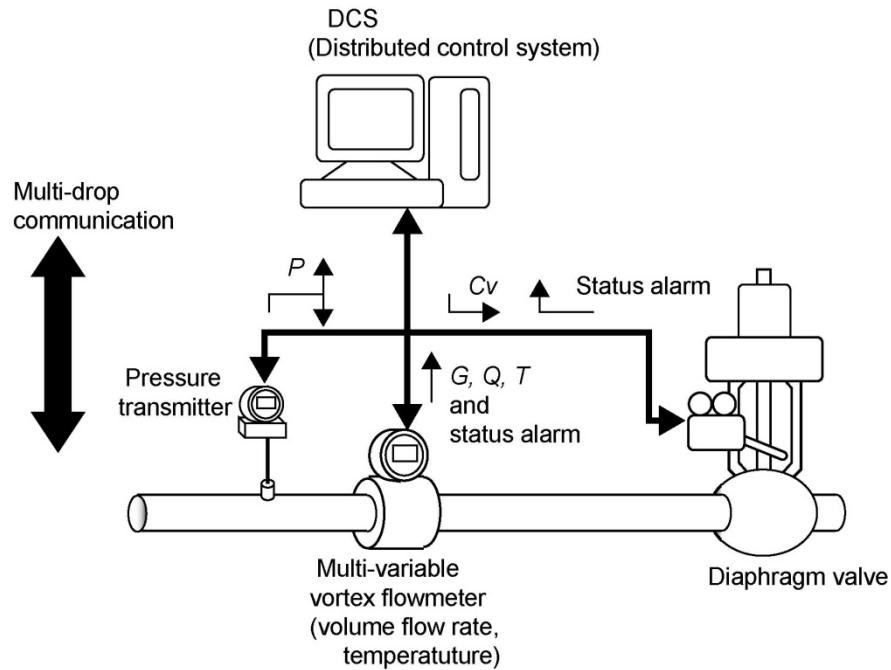 DCS
(Distributed control system)
Multi-drop
communication
P
Cv
Status alarm
Pressure
transmitter
G, Q, T
and
status alarm
Multi-variable
vortex flowmeter
(volume flow rate,
temperatuture)
Diaphragm valve